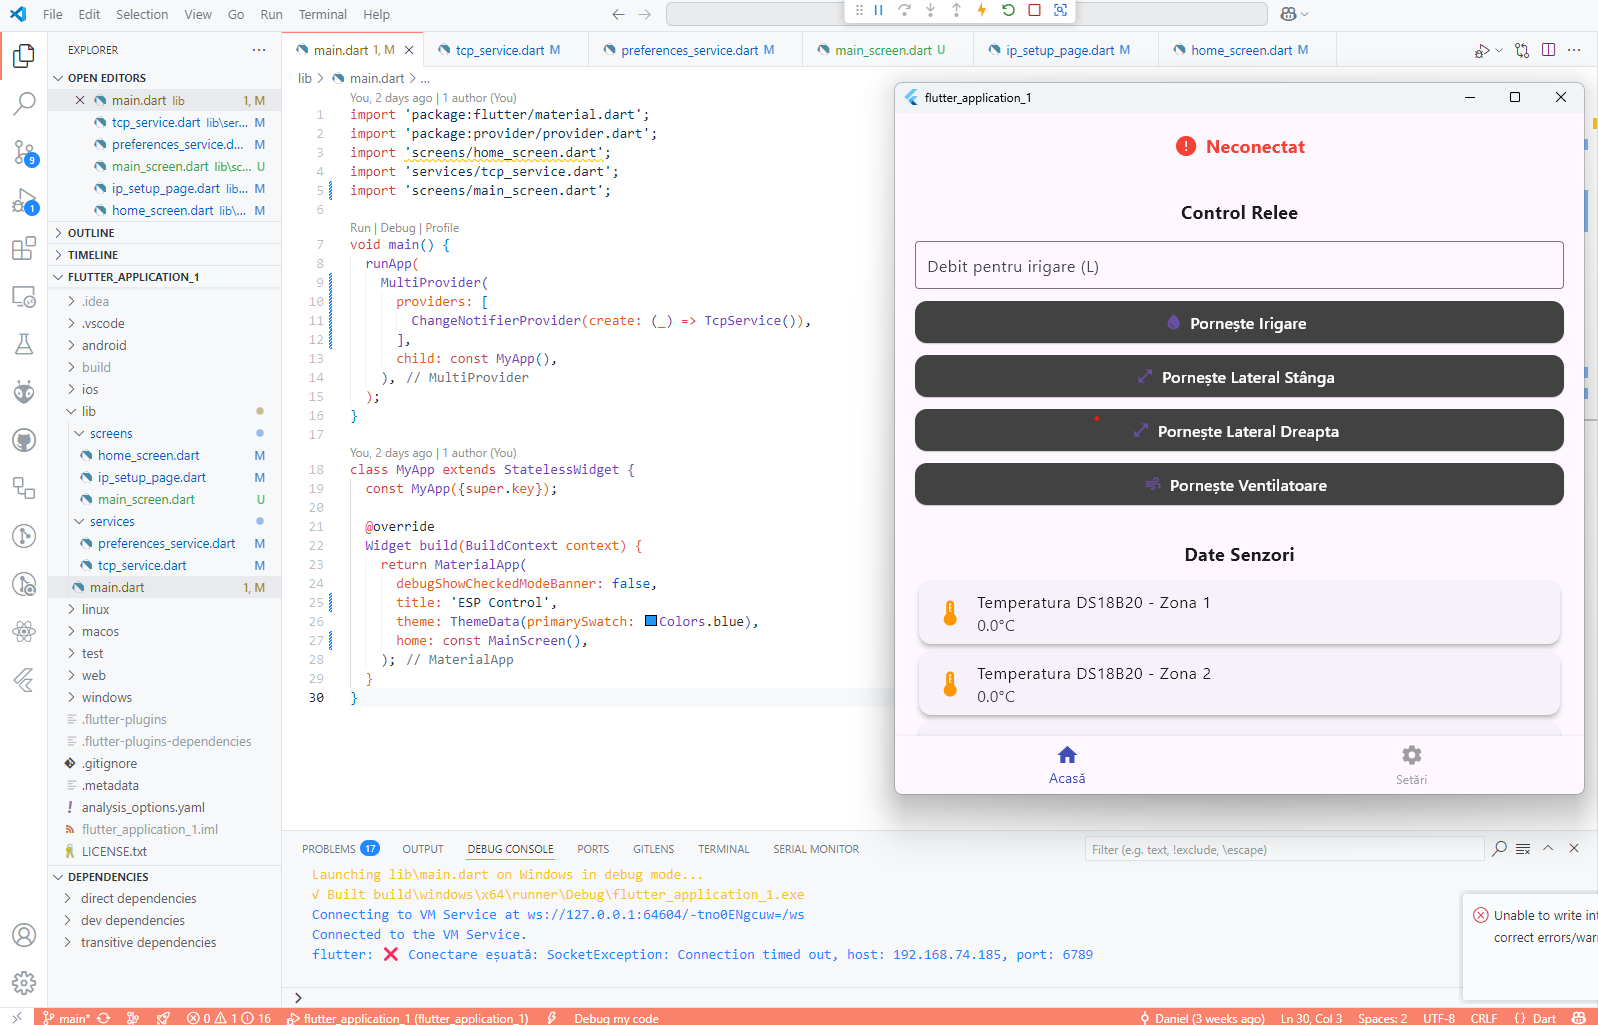 File Edit Selection View Go Run Terminal Help
EXPLORER
OPEN EDITORS
main.dart lib 1, M
tcp_service.dart lib\ser... M
preferences_service.d... M
main_screen.dart lib\sc... U
ip_setup_page.dart lib... M
home_screen.dart lib\... M
OUTLINE
TIMELINE
FLUTTER_APPLICATION_1
.idea
.vscode
android
build
ios
lib
screens
home_screen.dart M
ip_setup_page.dart M
main_screen.dart U
services
preferences_service.dart M
tcp_service.dart M
main.dart 1, M
linux
macos
test
web
windows
.flutter-plugins
.flutter-plugins-dependencies
.gitignore
.metadata
analysis_options.yaml
flutter_application_1.iml
LICENSE.txt
DEPENDENCIES
direct dependencies
dev dependencies
transitive dependencies
9
1
main.dart 1, M tcp_service.dart M preferences_service.dart M main_screen.dart U ip_setup_page.dart M home_screen.dart M
lib > main.dart > ...
You, 2 days ago | 1 author (You)
1 import 'package:flutter/material.dart';
2 import 'package:provider/provider.dart';
3 import 'screens/home_screen.dart';
4 import 'services/tcp_service.dart';
5 import 'screens/main_screen.dart';
6
Run | Debug | Profile
7 void main() {
8 runApp(
9 MultiProvider(
10 providers: [
11 ChangeNotifierProvider(create: (_) => TcpService()),
12 ],
13 child: const MyApp(),
14 ), // MultiProvider
15 );
16 }
17
You, 2 days ago | 1 author (You)
18 class MyApp extends StatelessWidget {
19 const MyApp({super.key});
20
21 @override
22 Widget build(BuildContext context) {
23 return MaterialApp(
24 debugShowCheckedModeBanner: false,
25 title: 'ESP Control',
26 theme: ThemeData(primarySwatch: Colors.blue),
27 home: const MainScreen(),
28 ); // MaterialApp
29 }
30 }
flutter_application_1
Neconectat
Control Relee
Debit pentru irigare (L)
Pornește Irigare
Pornește Lateral Stânga
Pornește Lateral Dreapta
Pornește Ventilatoare
Date Senzori
Temperatura DS18B20 - Zona 1
0.0°C
Temperatura DS18B20 - Zona 2
0.0°C
Acasă
Setări
PROBLEMS 17 OUTPUT DEBUG CONSOLE PORTS GITLENS TERMINAL SERIAL MONITOR
Filter (e.g. text, !exclude, \escape)
Launching lib\main.dart on Windows in debug mode...
√ Built build\windows\x64\runner\Debug\flutter_application_1.exe
Connecting to VM Service at ws://127.0.0.1:64604/-tno0ENgcuw=/ws
Connected to the VM Service.
flutter: ❌ Conectare eșuată: SocketException: Connection timed out, host: 192.168.74.185, port: 6789
Unable to write
correct
main* 0 1 16 flutter_application_1 (flutter_application_1) Debug my code Daniel (3 weeks ago) Ln 30, Col 3 Spaces: 2 UTF-8 CRLF {} Dart